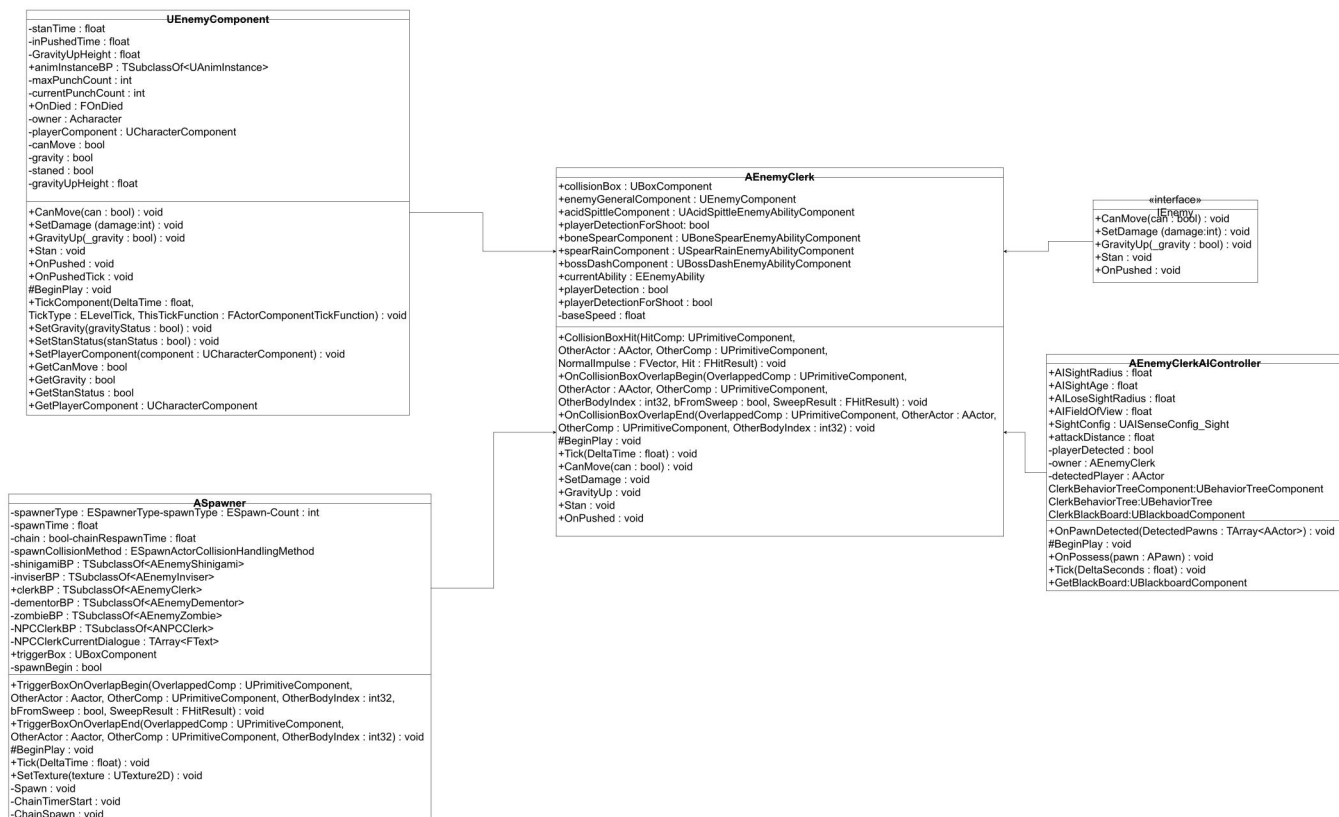 UEnemyComponent
-stanTime : float
-inPushedTime : float
-GravityUpHeight : float
+animInstanceBP : TSubclassOf<UAnimInstance>
-maxPunchCount : int
-currentPunchCount : int
+OnDied : FOnDied
-owner : Acharacter
-playerComponent : UCharacterComponent
-canMove : bool
-gravity : bool
-staned : bool
-gravityUpHeight : float
+CanMove(can : bool) : void
+SetDamage (damage:int) : void
+GravityUp(_gravity : bool) : void
+Stan : void
+OnPushed : void
+OnPushedTick : void
#BeginPlay : void
+TickComponent(DeltaTime : float,
TickType : ELevelTick, ThisTickFunction : FActorComponentTickFunction) : void
+SetGravity(gravityStatus : bool) : void
+SetStanStatus(stanStatus : bool) : void
+SetPlayerComponent(component : UCharacterComponent) : void
+GetCanMove : bool
+GetGravity : bool
+GetStanStatus : bool
+GetPlayerComponent : UCharacterComponent
AEnemyClerk
+collisionBox : UBoxComponent
+enemyGeneralComponent : UEnemyComponent
+acidSpittleComponent : UAcidSpittleEnemyAbilityComponent
+playerDetectionForShoot: bool
+boneSpearComponent : UBoneSpearEnemyAbilityComponent
+spearRainComponent : USpearRainEnemyAbilityComponent
+bossDashComponent : UBossDashEnemyAbilityComponent
+currentAbility : EEnemyAbility
+playerDetection : bool
+playerDetectionForShoot : bool
-baseSpeed : float
+CollisionBoxHit(HitComp: UPrimitiveComponent,
OtherActor : AActor, OtherComp : UPrimitiveComponent,
NormalImpulse : FVector, Hit : FHitResult) : void
+OnCollisionBoxOverlapBegin(OverlappedComp : UPrimitiveComponent,
OtherActor : AActor, OtherComp : UPrimitiveComponent,
OtherBodyIndex : int32, bFromSweep : bool, SweepResult : FHitResult) : void
+OnCollisionBoxOverlapEnd(OverlappedComp : UPrimitiveComponent, OtherActor : AActor,
OtherComp : UPrimitiveComponent, OtherBodyIndex : int32) : void
#BeginPlay : void
+Tick(DeltaTime : float) : void
+CanMove(can : bool) : void
+SetDamage : void
+GravityUp : void
+Stan : void
+OnPushed : void
«interface»
IEnemy
+CanMove(can : bool) : void
+SetDamage (damage:int) : void
+GravityUp(_gravity : bool) : void
+Stan : void
+OnPushed : void
AEnemyClerkAIController
+AISightRadius : float
+AISightAge : float
+AILoseSightRadius : float
+AIFieldOfView : float
+SightConfig : UAISenseConfig_Sight
+attackDistance : float
-playerDetected : bool
-owner : AEnemyClerk
-detectedPlayer : AActor
ClerkBehaviorTreeComponent:UBehaviorTreeComponent
ClerkBehaviorTree:UBehaviorTree
ClerkBlackBoard:UBlackboadComponent
+OnPawnDetected(DetectedPawns : TArray<AActor>) : void
#BeginPlay : void
+OnPossess(pawn : APawn) : void
+Tick(DeltaSeconds : float) : void
+GetBlackBoard:UBlackboardComponent
ASpawner
-spawnerType : ESpawnerType-spawnType : ESpawn-Count : int
-spawnTime : float
-chain : bool-chainRespawnTime : float
-spawnCollisionMethod : ESpawnActorCollisionHandlingMethod
-shinigamiBP : TSubclassOf<AEnemyShinigami>
-inviserBP : TSubclassOf<AEnemyInviser>
+clerkBP : TSubclassOf<AEnemyClerk>
-dementorBP : TSubclassOf<AEnemyDementor>
-zombieBP : TSubclassOf<AEnemyZombie>
-NPCClerkBP : TSubclassOf<ANPCClerk>
-NPCClerkCurrentDialogue : TArray<FText>
+triggerBox : UBoxComponent
-spawnBegin : bool
+TriggerBoxOnOverlapBegin(OverlappedComp : UPrimitiveComponent,
OtherActor : Aactor, OtherComp : UPrimitiveComponent, OtherBodyIndex : int32,
bFromSweep : bool, SweepResult : FHitResult) : void
+TriggerBoxOnOverlapEnd(OverlappedComp : UPrimitiveComponent,
OtherActor : Aactor, OtherComp : UPrimitiveComponent, OtherBodyIndex : int32) : void
#BeginPlay : void
+Tick(DeltaTime : float) : void
+SetTexture(texture : UTexture2D) : void
-Spawn : void
-ChainTimerStart : void
-ChainSpawn : void